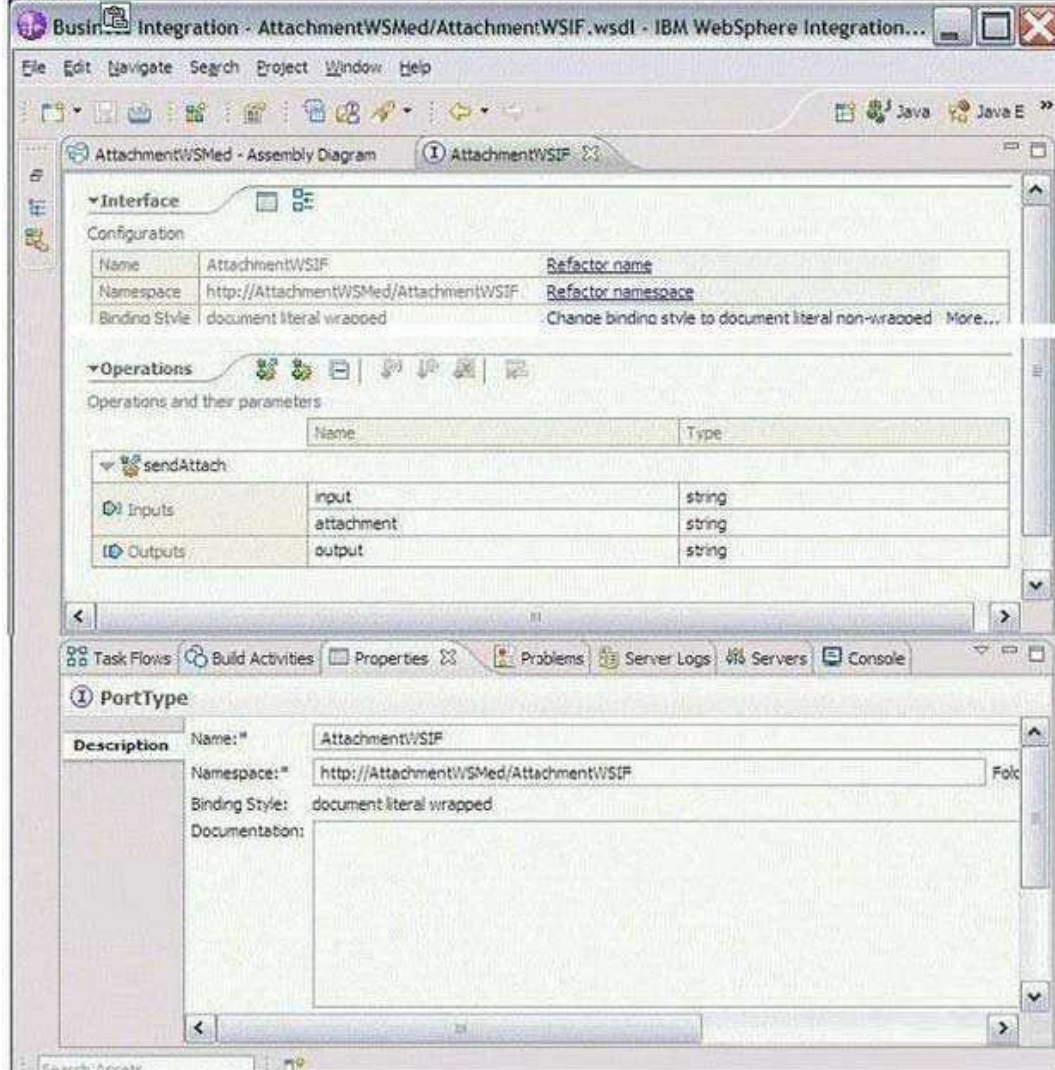 Business Integration - AttachmentWSMed/AttachmentWSIF.wsdl - IBM WebSphere Integration...
File Edit Navigate Search Project Window Help
Java Java E »
AttachmentWSMed - Assembly Diagram AttachmentWSIF
Interface
Configuration
Name AttachmentWSIF Refactor name
Namespace http://AttachmentWSMed/AttachmentWSIF Refactor namespace
Binding Style document literal wrapped Change binding style to document literal non-wrapped More...
Operations
Operations and their parameters
Name Type
sendAttach
Inputs input string
attachment string
Outputs output string
Task Flows Build Activities Properties Problems Server Logs Servers Console
PortType
Description
Name:* AttachmentWSIF
Namespace:* http://AttachmentWSMed/AttachmentWSIF Folc
Binding Style: document literal wrapped
Documentation:
Search Assets